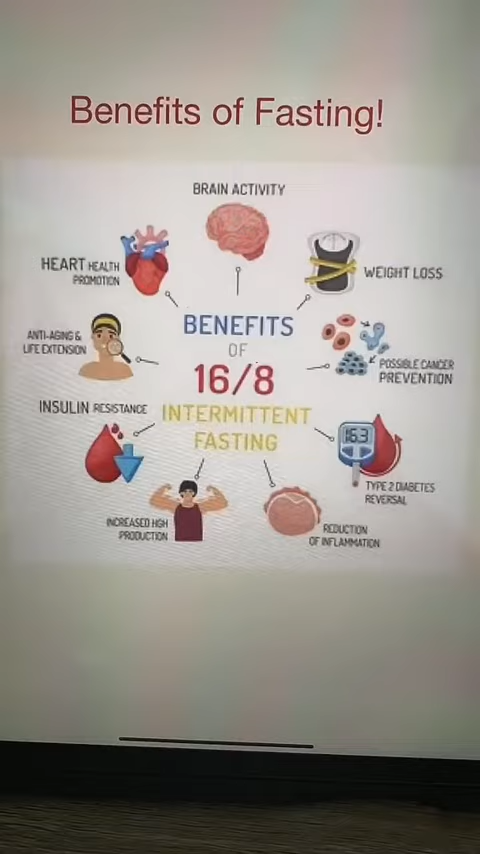 Benefits of Fasting!
BRAIN ACTIVITY
HEART HEALTH
PROMOTION
WEIGHT LOSS
ANTI-AGING &
LIFE EXTENSION
BENEFITS
OF
16/8
INTERMITTENT
FASTING
POSSIBLE CANCER
PREVENTION
INSULIN RESISTANCE
163
TYPE 2 DIABETES
REVERSAL
INCREASED HGH
PRODUCTION
REDUCTION
OF INFLAMMATION